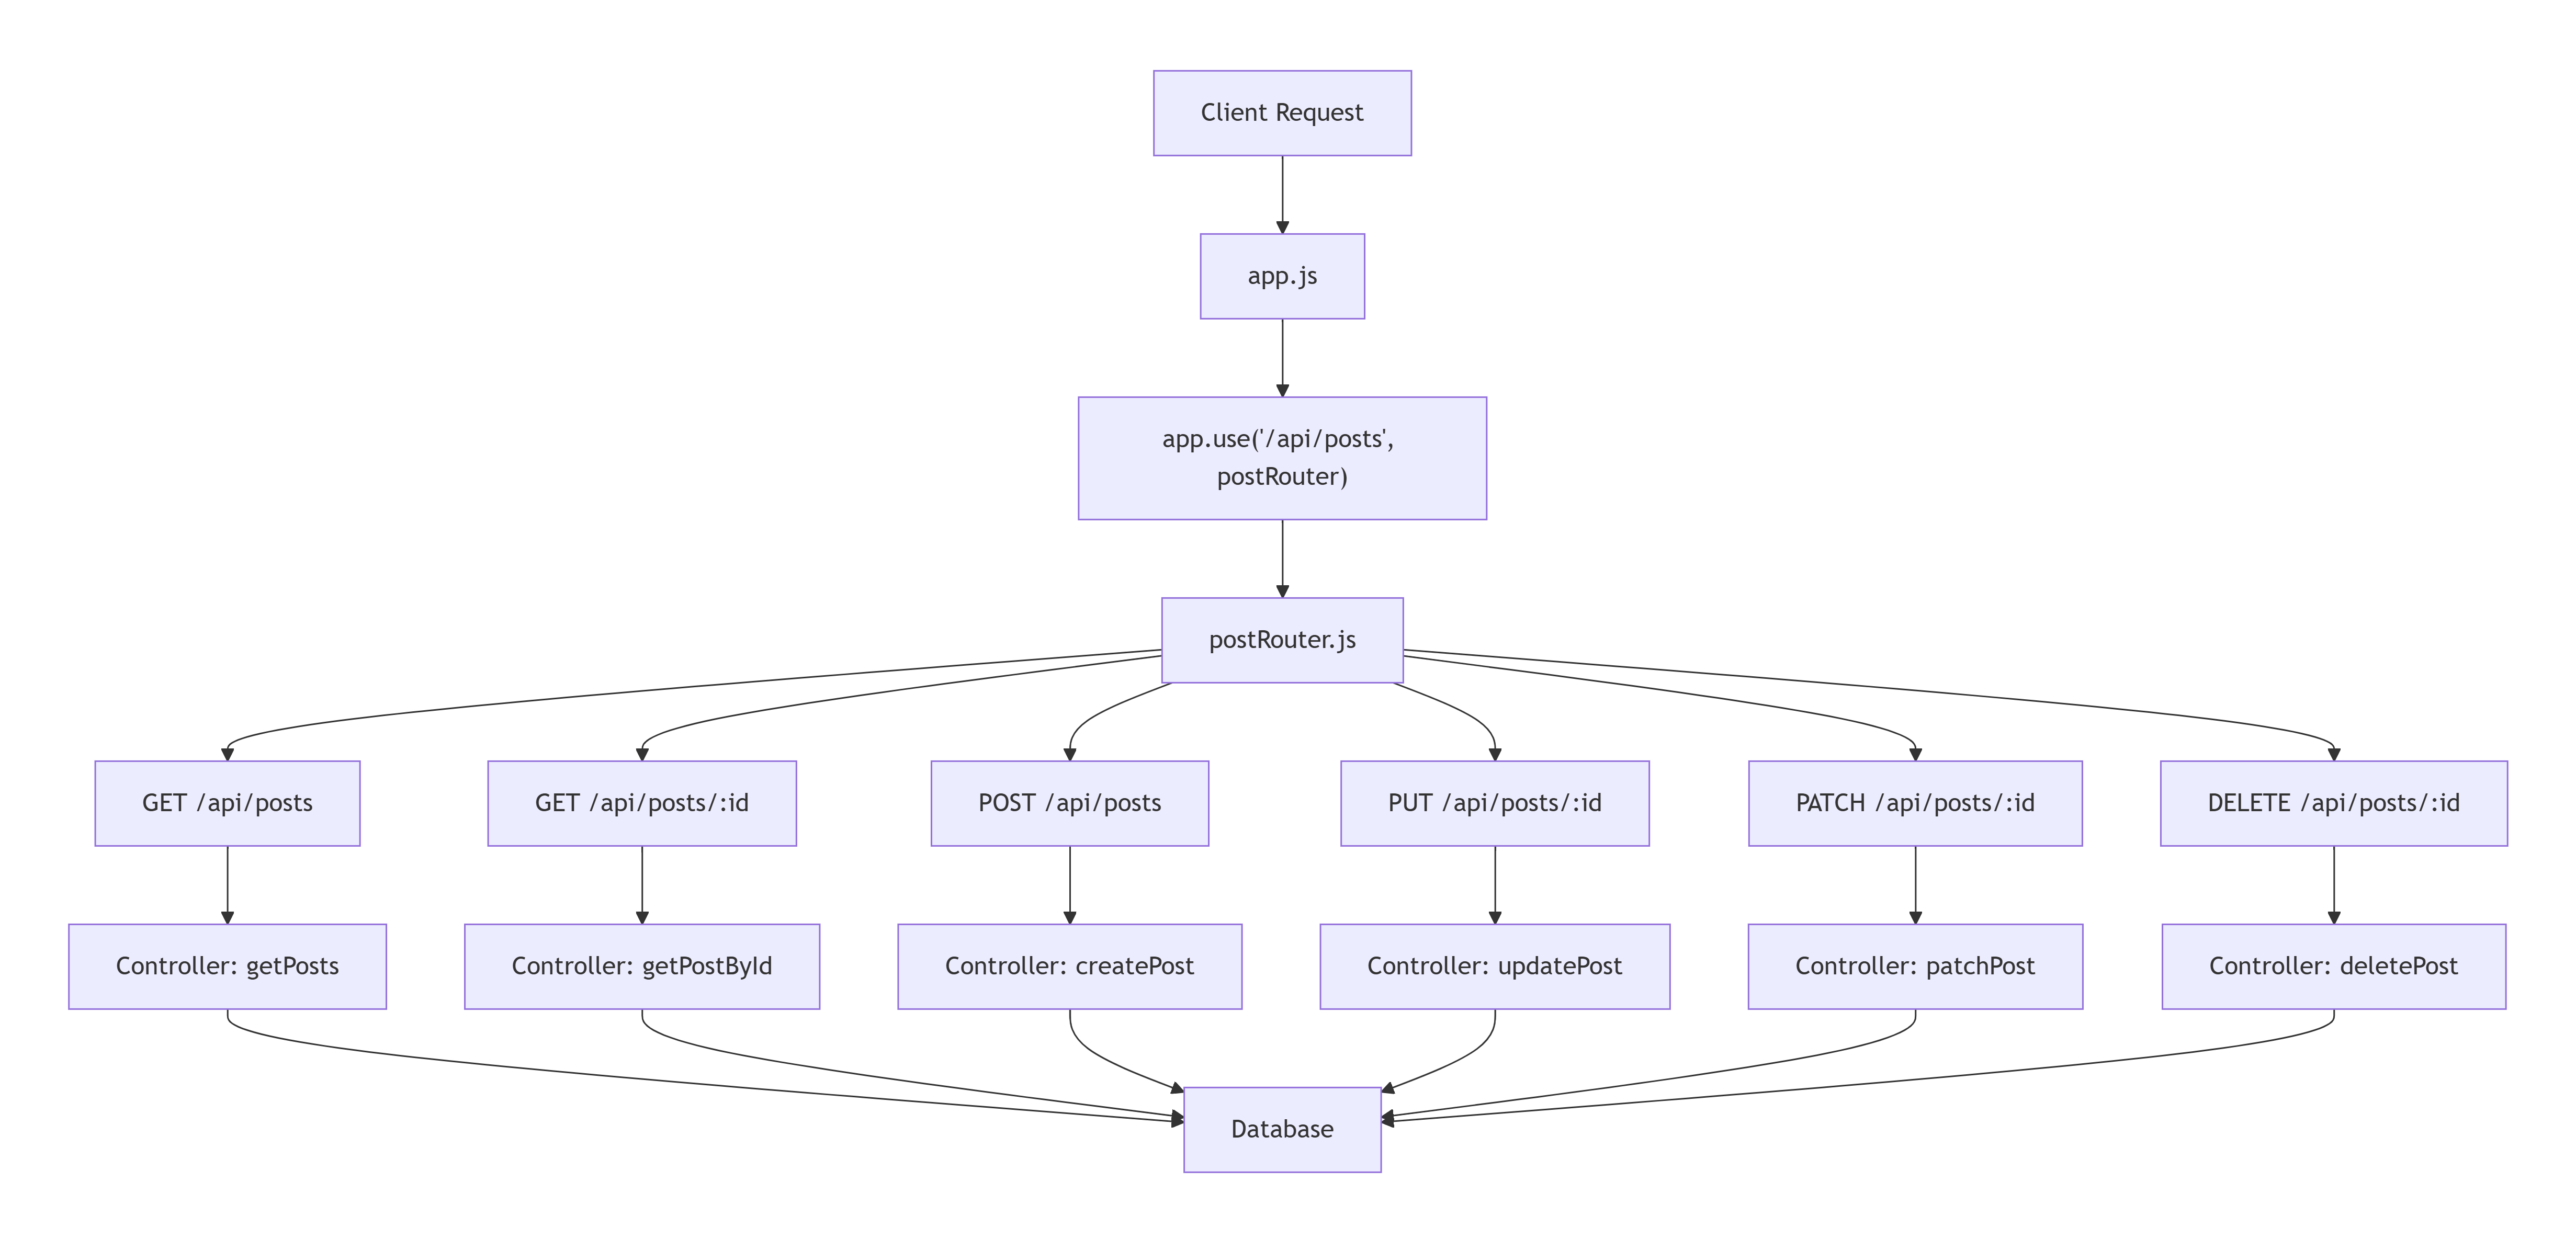 Client Request
app.js
app.use('/api/posts',
postRouter)
postRouter.js
GET /api/posts
GET /api/posts/:id
POST /api/posts
PUT /api/posts/:id
PATCH /api/posts/:id
DELETE /api/posts/:id
Controller: getPosts
Controller: getPostById
Controller: createPost
Controller: updatePost
Controller: patchPost
Controller: deletePost
Database